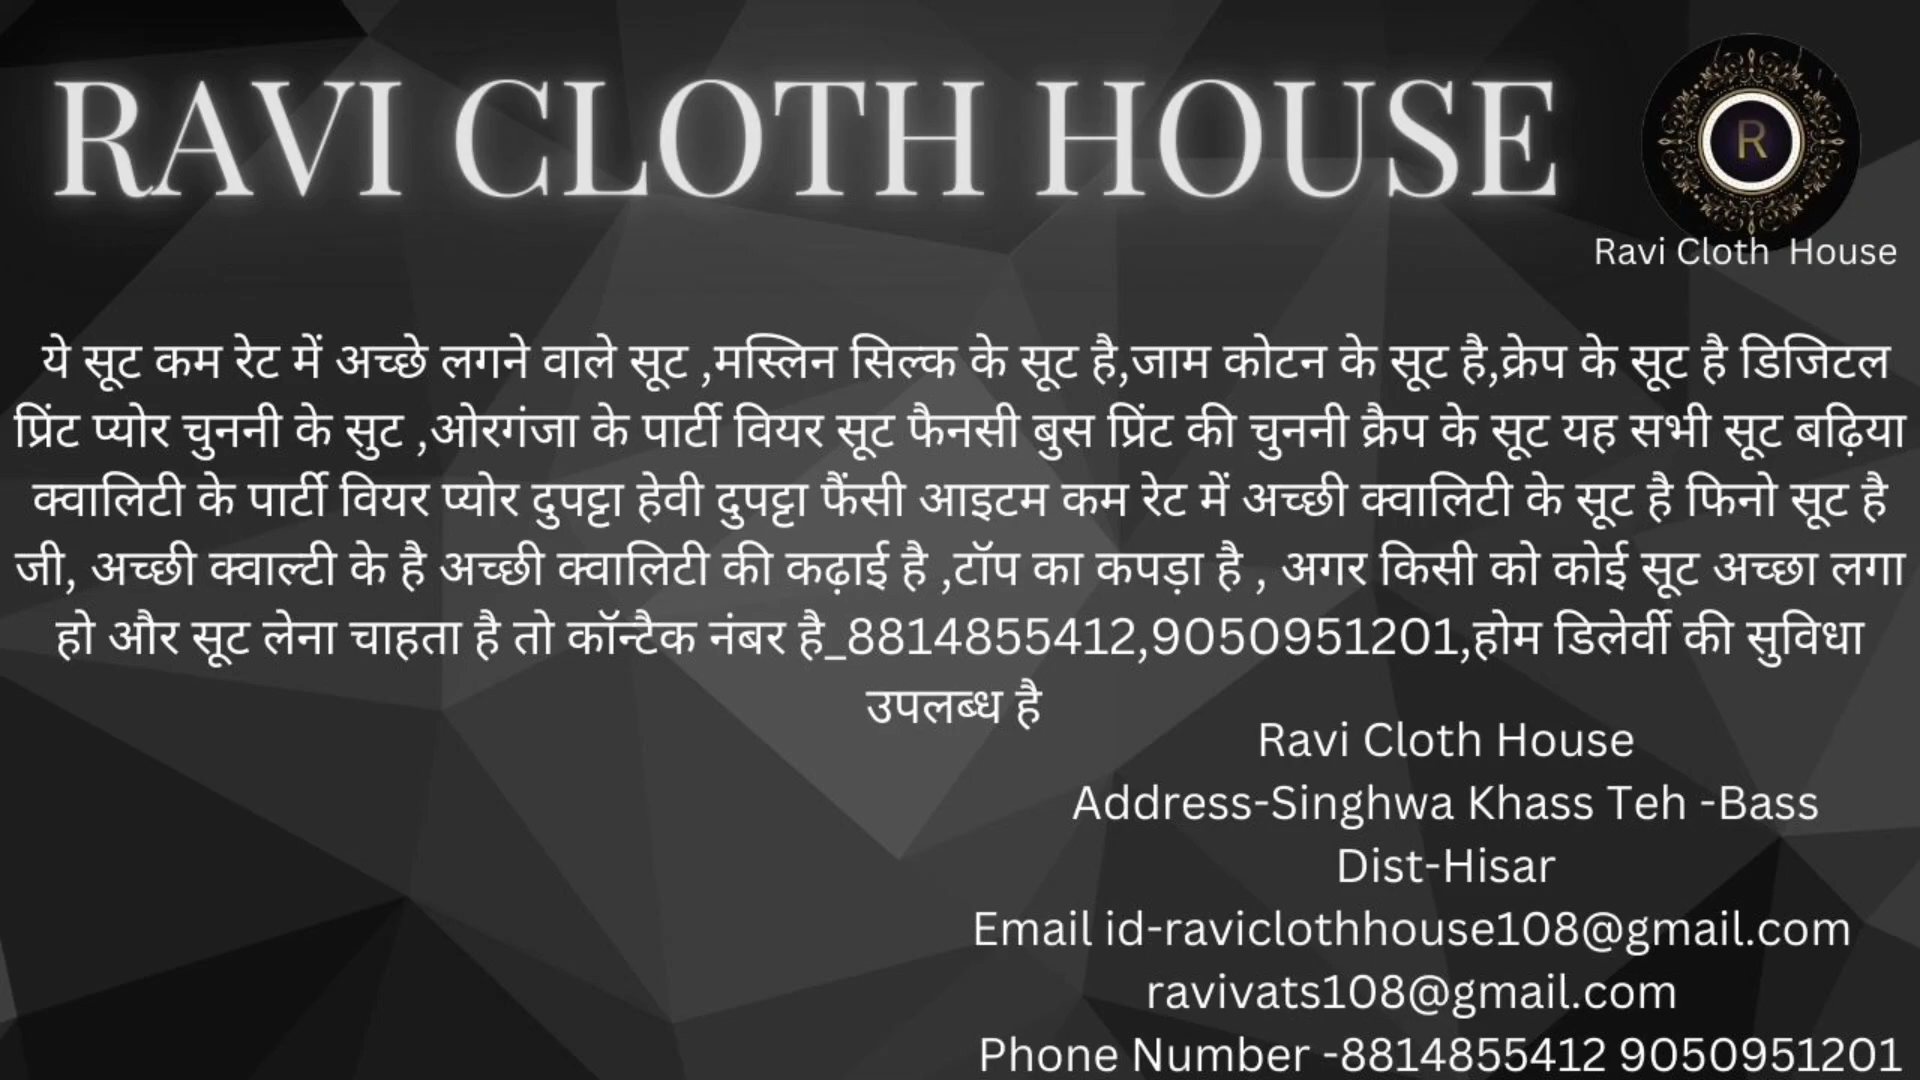 RAVI CLOTH HOUSE
R
Ravi Cloth House
ये सूट कम रेट में अच्छे लगने वाले सूट ,मस्लिन सिल्क के सूट है,जाम कोटन के सूट है,क्रेप के सूट है डिजिटल
प्रिंट प्योर चुननी के सुट ,ओरगंजा के पार्टी वियर सूट फैनसी बुस प्रिंट की चुननी क्रैप के सूट यह सभी सूट बढ़िया
क्वालिटी के पार्टी वियर प्योर दुपट्टा हेवी दुपट्टा फैंसी आइटम कम रेट में अच्छी क्वालिटी के सूट है फिनो सूट है
जी, अच्छी क्वाल्टी के है अच्छी क्वालिटी की कढ़ाई है ,टॉप का कपड़ा है , अगर किसी को कोई सूट अच्छा लगा
हो और सूट लेना चाहता है तो कॉन्टैक नंबर है_8814855412,9050951201,होम डिलेर्वी की सुविधा
उपलब्ध है
Ravi Cloth House
Address-Singhwa Khass Teh -Bass
Dist-Hisar
Email id-raviclothhouse108@gmail.com
ravivats108@gmail.com
Phone Number -8814855412 9050951201